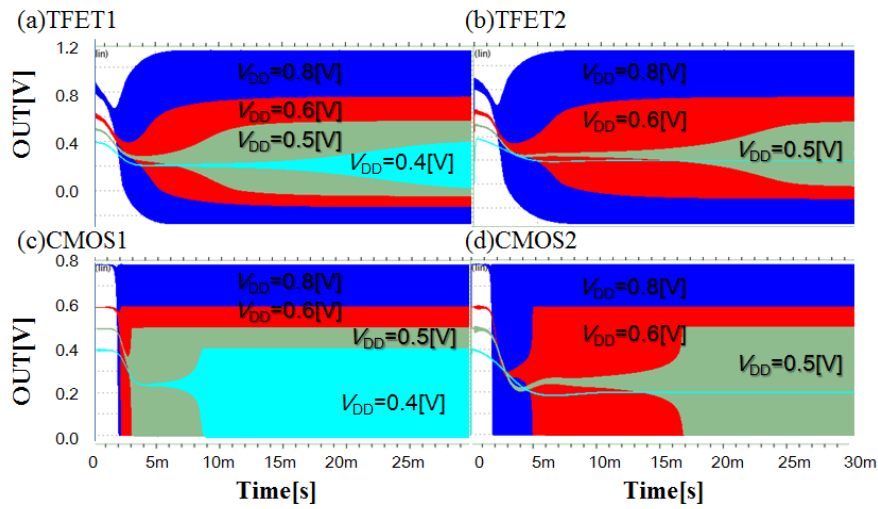 (a)TFET1
(b)TFET2
OUT[V]
1.2
0.8
0.4
0.0
(lin)
VDD=0.8[V]
VDD=0.6[V]
VDD=0.5[V]
VDD=0.4[V]
(lin)
VDD=0.8[V]
VDD=0.6[V]
VDD=0.5[V]
(c)CMOS1
(d)CMOS2
OUT[V]
0.8
0.6
0.4
0.2
0.0
(lin)
VDD=0.8[V]
VDD=0.6[V]
VDD=0.5[V]
VDD=0.4[V]
(lin)
VDD=0.8[V]
VDD=0.6[V]
VDD=0.5[V]
0 5m 10m 15m 20m 25m
0 5m 10m 15m 20m 25m 30m
Time[s]
Time[s]